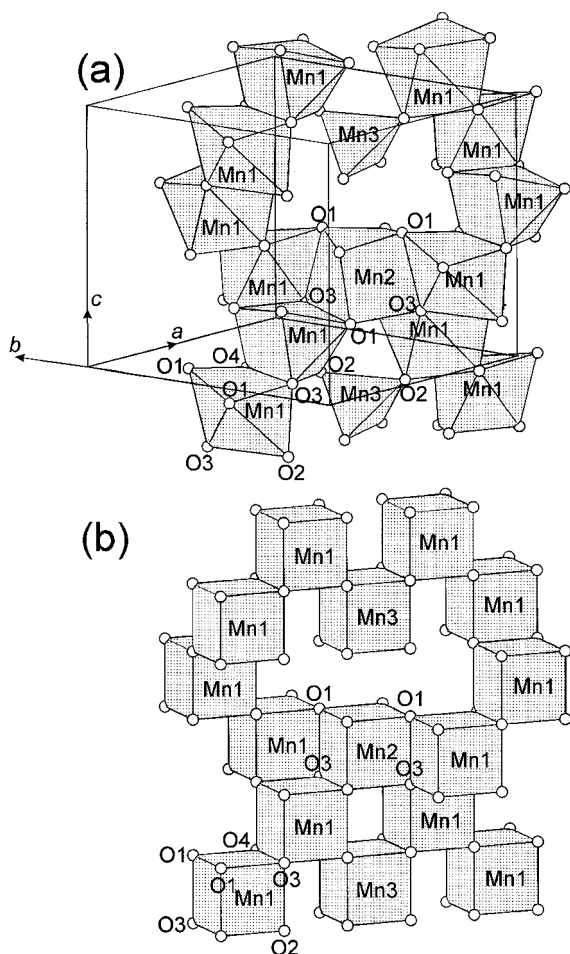 (a)
Mn1 Mn1
Mn3
Mn1 Mn1
Mn1 Mn1
O1 O1
Mn2
Mn1 Mn1
c O3 O3
a Mn1 O1 Mn1
b
O1 O4 O2
O1 O3 Mn3 O2
Mn1 Mn1
O3 O2
(b)
Mn1 Mn1
Mn1 Mn3 Mn1
Mn1 Mn1
O1 O1
Mn1 Mn2 Mn1
O3 O3
Mn1 Mn1
O4
O1
O1 Mn1 O3 Mn3 Mn1
O3
O2